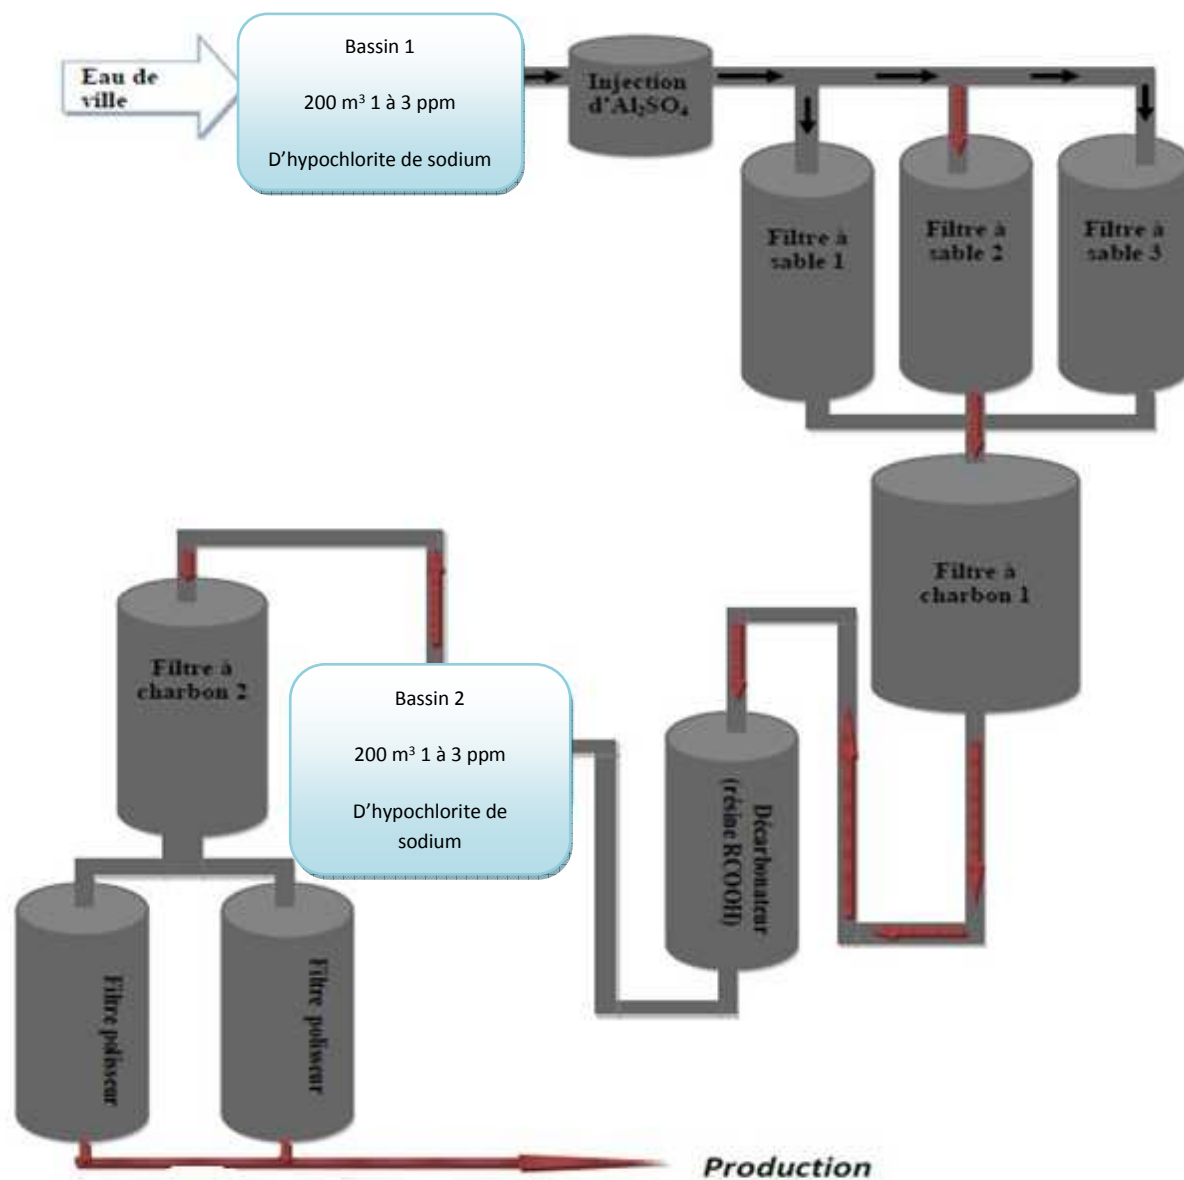 Eau de
ville
Bassin 1
200 m³ 1 à 3 ppm
D’hypochlorite de sodium
Injection
d’Al₂SO₄
Filtre à
sable 1
Filtre à
sable 2
Filtre à
sable 3
Filtre à
charbon 1
Décarbonateur
(résine RCOOH)
Bassin 2
200 m³ 1 à 3 ppm
D’hypochlorite de
sodium
Filtre à
charbon 2
Filtre polisseur
Filtre polisseur
Production